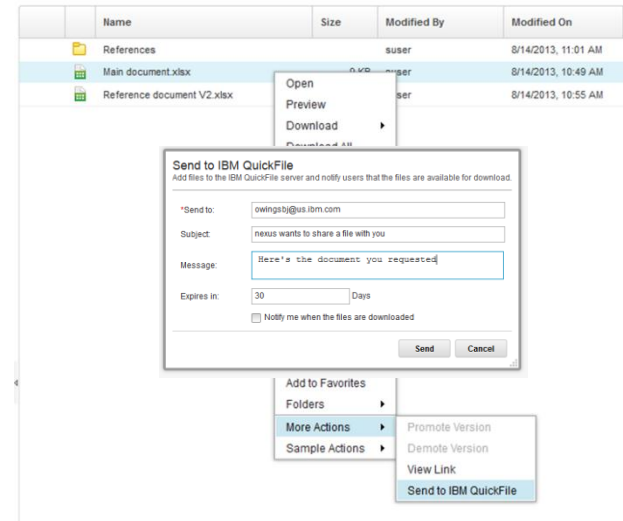 Name Size Modified By Modified On
References suser 8/14/2013, 11:01 AM
Main document.xlsx 8/14/2013, 10:49 AM
Reference document V2.xlsx 8/14/2013, 10:55 AM
Open
Preview
Download
Download All
Send to IBM QuickFile
Add files to the IBM QuickFile server and notify users that the files are available for download.
*Send to: owingsbj@us.ibm.com
Subject: nexus wants to share a file with you
Message: Here's the document you requested
Expires in: 30 Days
Notify me when the files are downloaded
Send Cancel
Add to Favorites
Folders
More Actions Promote Version
Sample Actions Demote Version
View Link
Send to IBM QuickFile